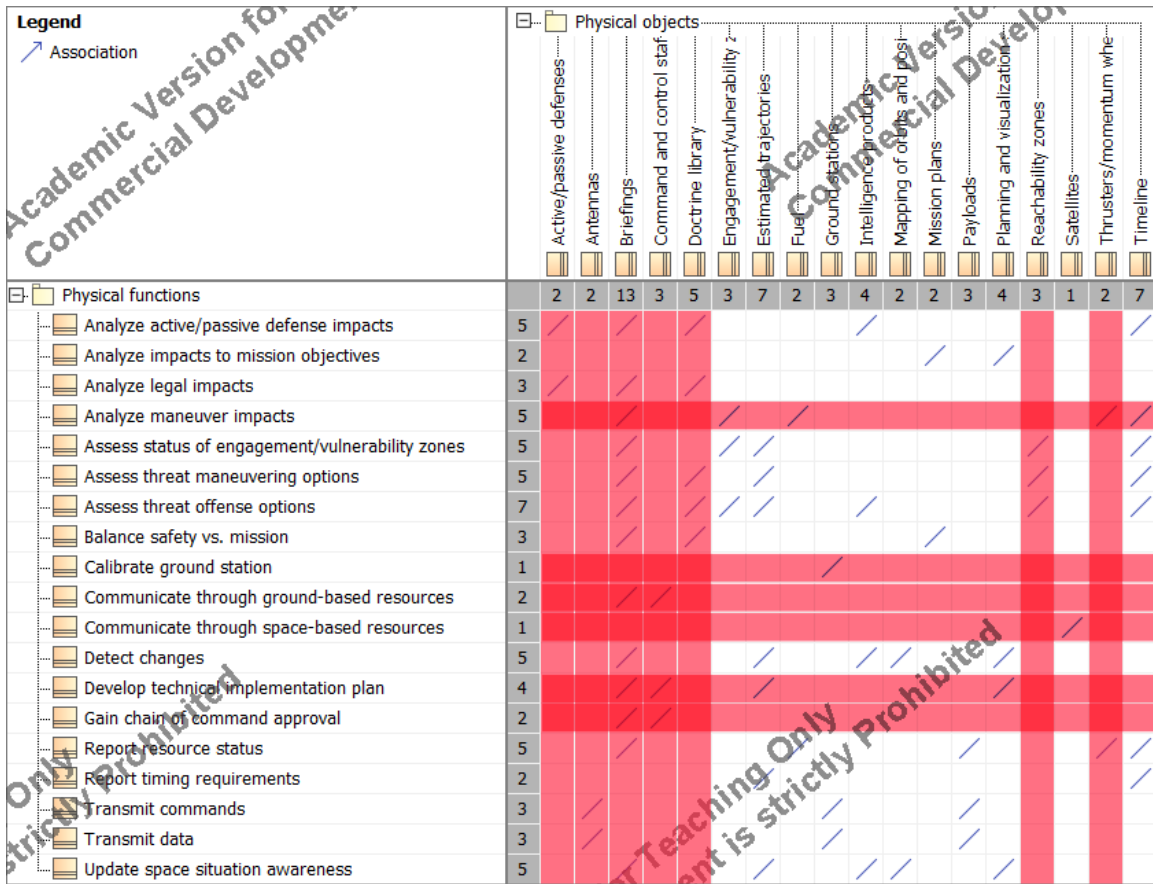 Legend
Association
Academic Version for
Commercial Developme
Physical objects
Academic Versio
Commercial Develop
Active/passive defenses
Antennas
Briefings
Command and control staf
Doctrine library
Engagement/vulnerability z
Estimated trajectories
Fuel
Ground stations
Intelligence products
Mapping of orbits and posi
Mission plans
Payloads
Planning and visualization
Reachability zones
Satellites
Thrusters/momentum whe
Timeline
Physical functions 2 2 13 3 5 3 7 2 3 4 2 2 3 4 3 1 2 7
Analyze active/passive defense impacts 5
Analyze impacts to mission objectives 2
Analyze legal impacts 3
Analyze maneuver impacts 5
Assess status of engagement/vulnerability zones 5
Assess threat maneuvering options 5
Assess threat offense options 7
Balance safety vs. mission 3
Calibrate ground station 1
Communicate through ground-based resources 2
Communicate through space-based resources 1
Detect changes 5
Develop technical implementation plan 4
Gain chain of command approval 2
Report resource status 5
Report timing requirements 2
Transmit commands 3
Transmit data 3
Update space situation awareness 5
Only
strictly Prohibited
r Teaching Only
ent is strictly Prohibited